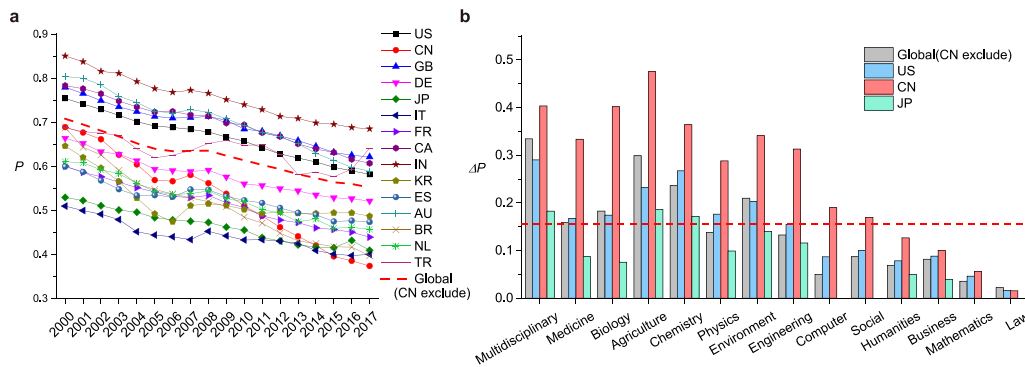 a
0.9
0.8
0.7
0.6
0.5
0.4
0.3
P
2000
2001
2002
2003
2004
2005
2006
2007
2008
2009
2010
2011
2012
2013
2014
2015
2016
2017
US
CN
GB
DE
JP
IT
FR
CA
IN
KR
ES
AU
BR
NL
TR
Global
(CN exclude)
b
0.5
0.4
0.3
0.2
0.1
0.0
ΔP
Global(CN exclude)
US
CN
JP
Multidisciplinary
Medicine
Biology
Agriculture
Chemistry
Physics
Environment
Engineering
Computer
Social
Humanities
Business
Mathematics
Law